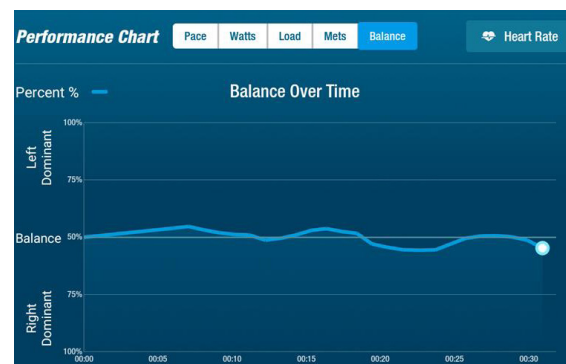 Performance Chart
Pace Watts Load Mets Balance
Heart Rate
Percent %
Balance Over Time
Left
Dominant
100%
75%
Balance 50%
Right
Dominant
75%
100%
00:00 00:05 00:10 00:15 00:20 00:25 00:30